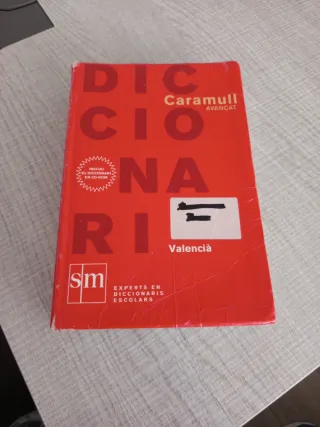 DIC
Caramull
AVANÇAT
CIO
NA
RI
Valencià
sm
EXPERTS EN
DICCIONARIS
ESCOLARS